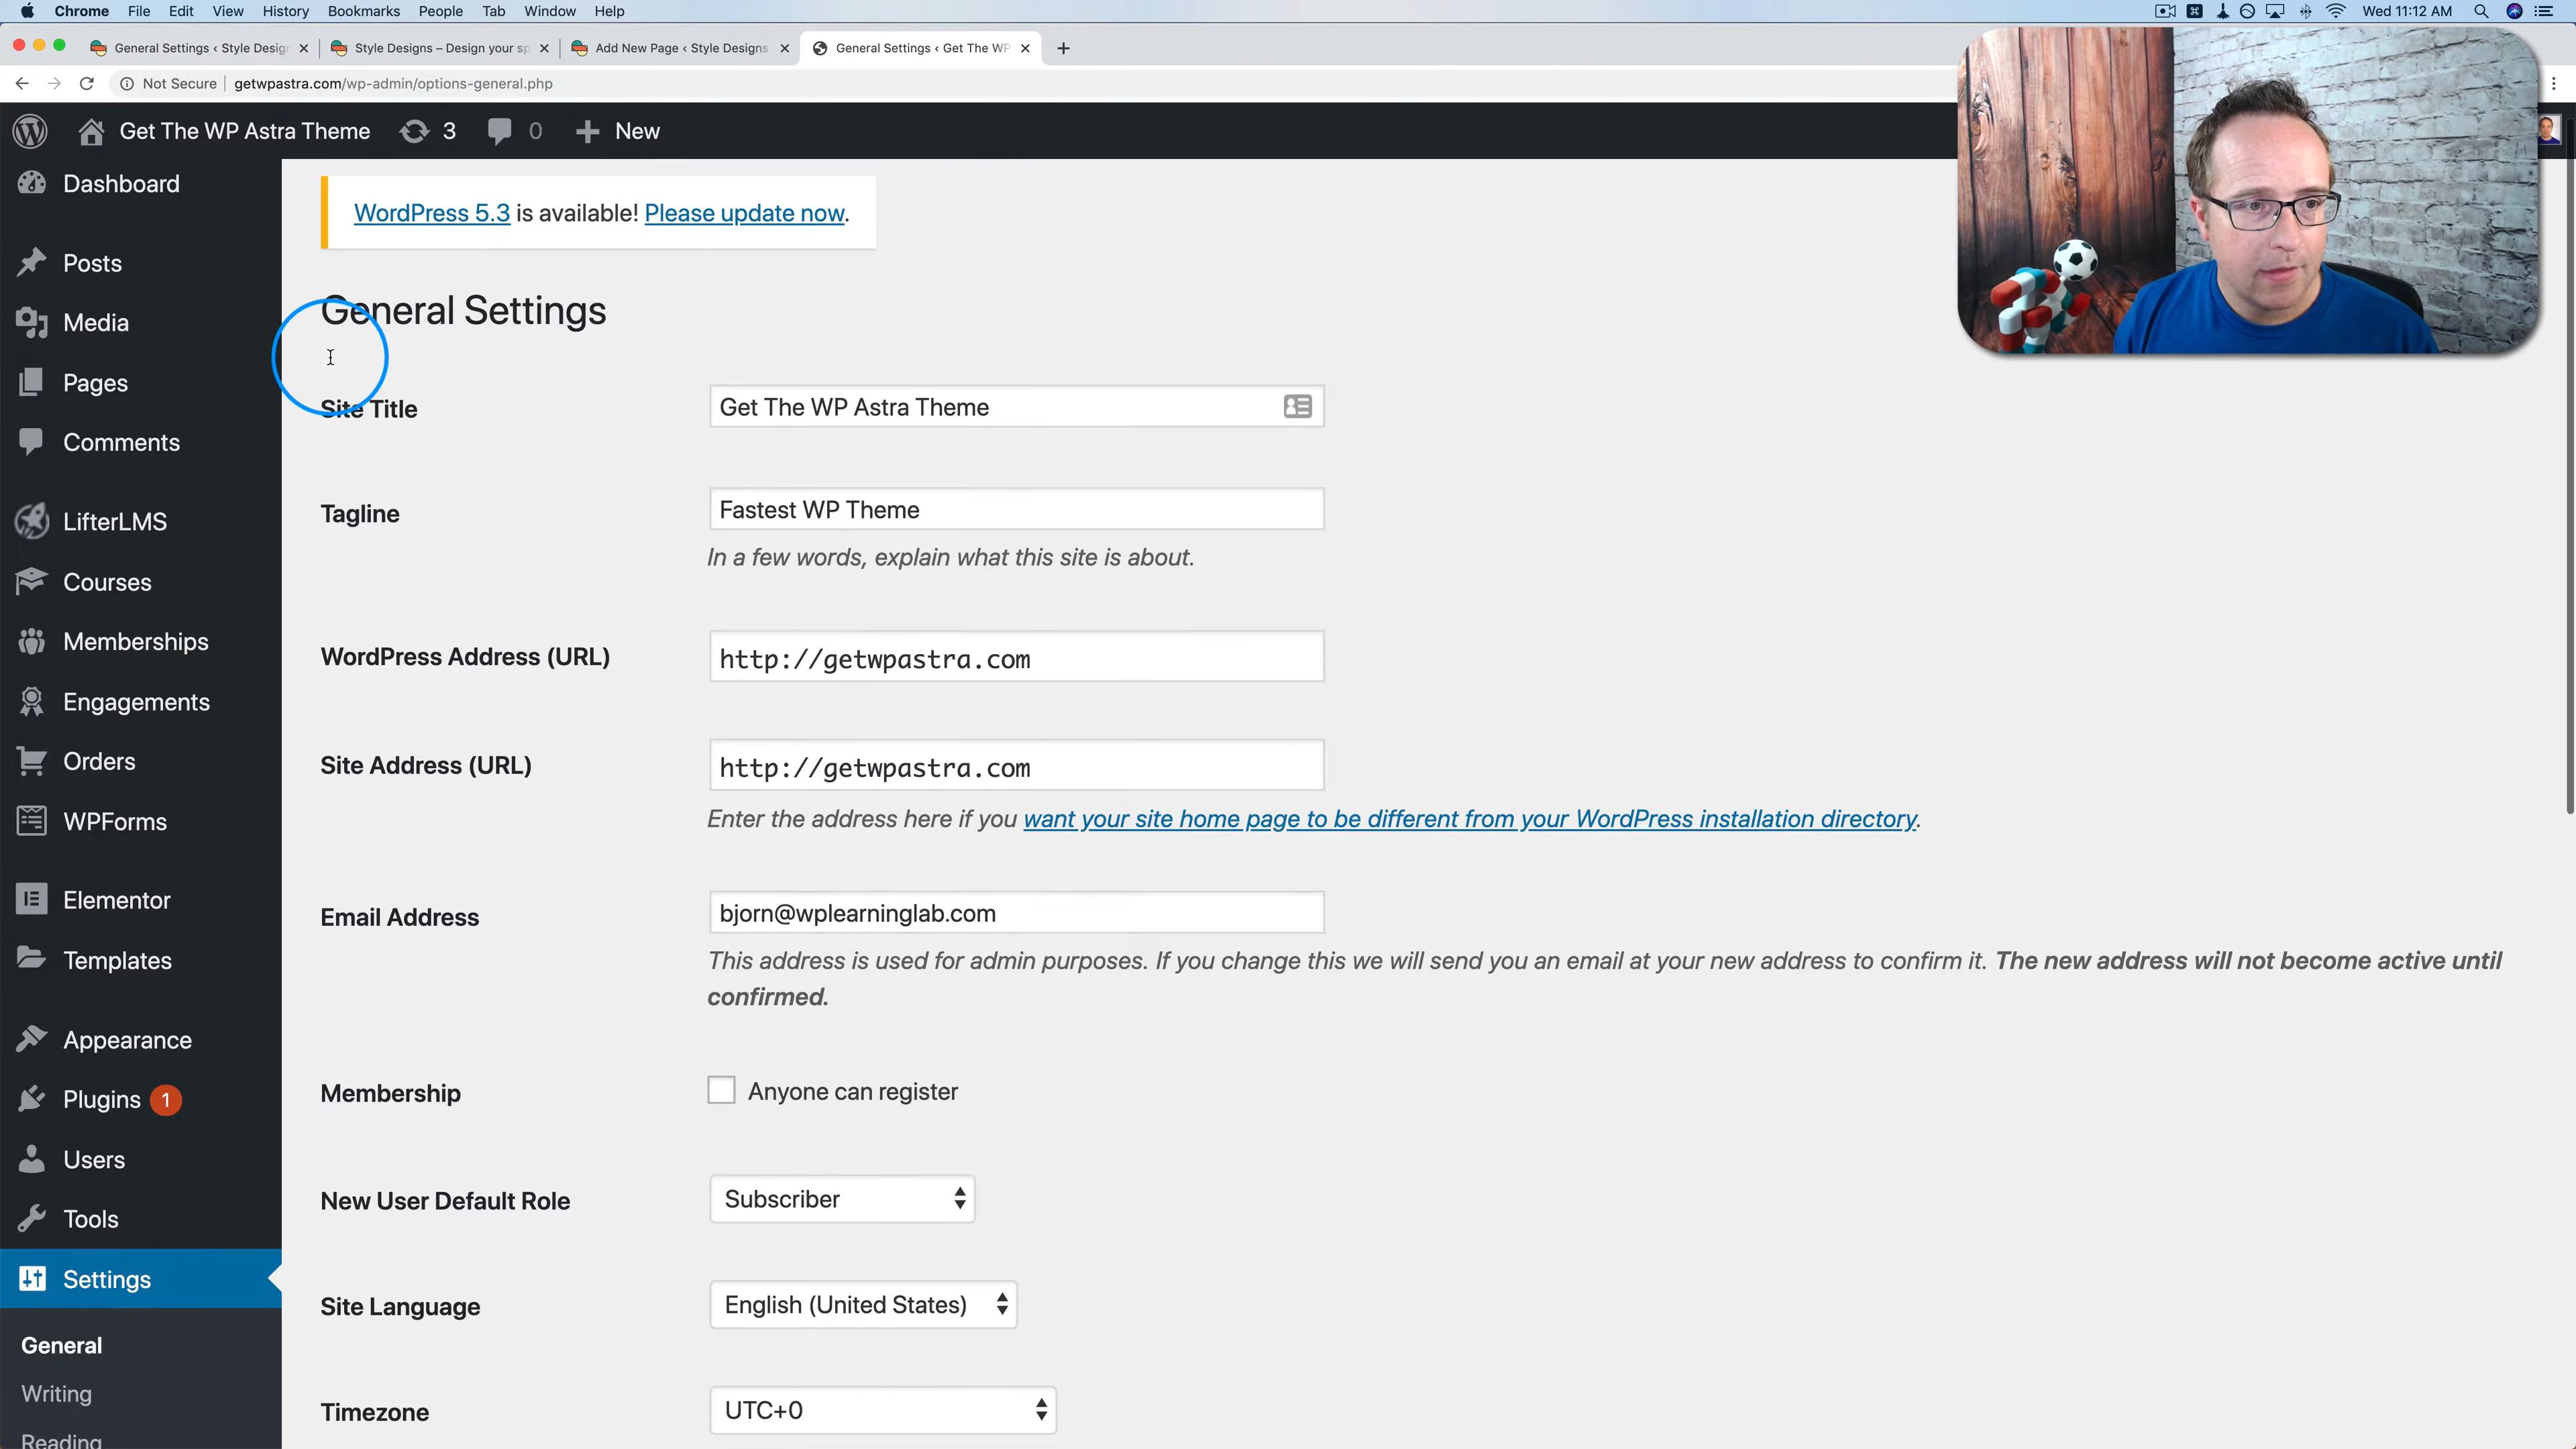 Chrome File Edit View History Bookmarks People Tab Window Help Wed 11:12 AM
General Settings ‹ Style Design Style Designs – Design your sp Add New Page ‹ Style Designs General Settings ‹ Get The WP
Not Secure getwpastra.com/wp-admin/options-general.php
Get The WP Astra Theme 3 0 New
Dashboard
Posts
Media
Pages
Comments
LifterLMS
Courses
Memberships
Engagements
Orders
WPForms
Elementor
Templates
Appearance
Plugins 1
Users
Tools
Settings
General
Writing
Reading
WordPress 5.3 is available! Please update now.
General Settings
Site Title Get The WP Astra Theme
Tagline Fastest WP Theme
In a few words, explain what this site is about.
WordPress Address (URL) http://getwpastra.com
Site Address (URL) http://getwpastra.com
Enter the address here if you want your site home page to be different from your WordPress installation directory.
Email Address bjorn@wplearninglab.com
This address is used for admin purposes. If you change this we will send you an email at your new address to confirm it. The new address will not become active until
confirmed.
Membership Anyone can register
New User Default Role Subscriber
Site Language English (United States)
Timezone UTC+0